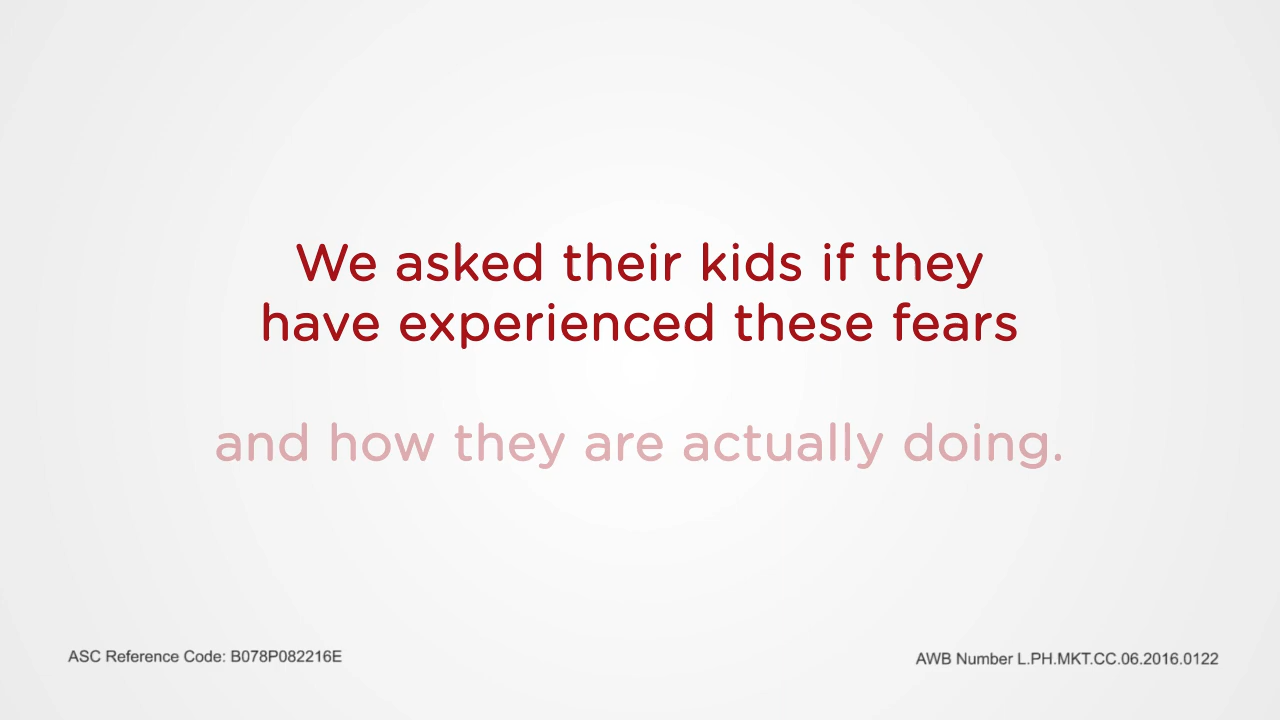 We asked their kids if they
have experienced these fears
and how they are actually doing.
ASC Reference Code: B078P082216E
AWB Number L.PH.MKT.CC.06.2016.0122